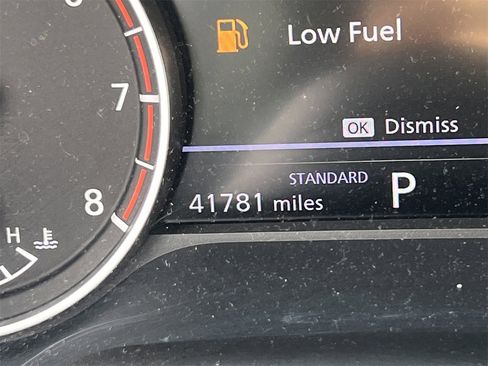 Low Fuel
7
OK Dismiss
STANDARD
8
41781 miles P
H